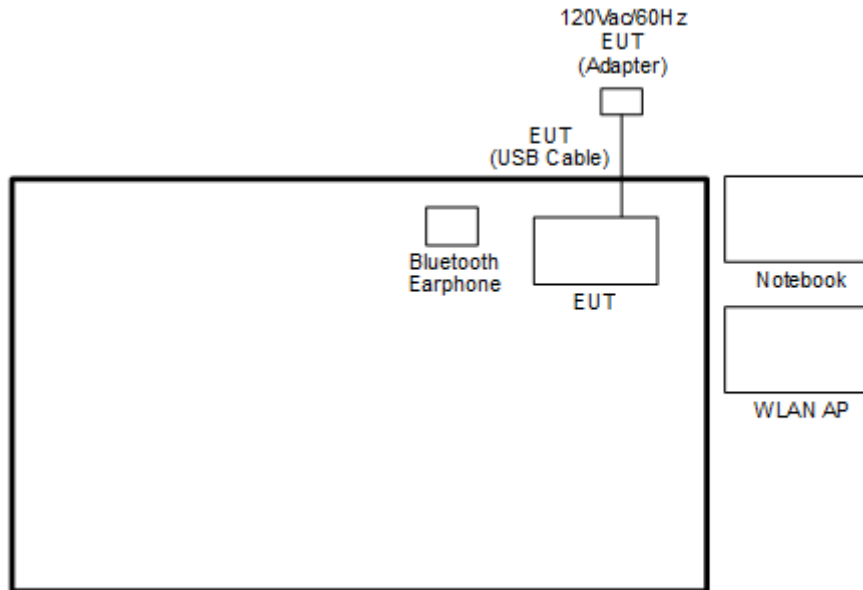 120Vac/60Hz
EUT
(Adapter)
EUT
(USB Cable)
Bluetooth
Earphone
EUT
Notebook
WLAN AP